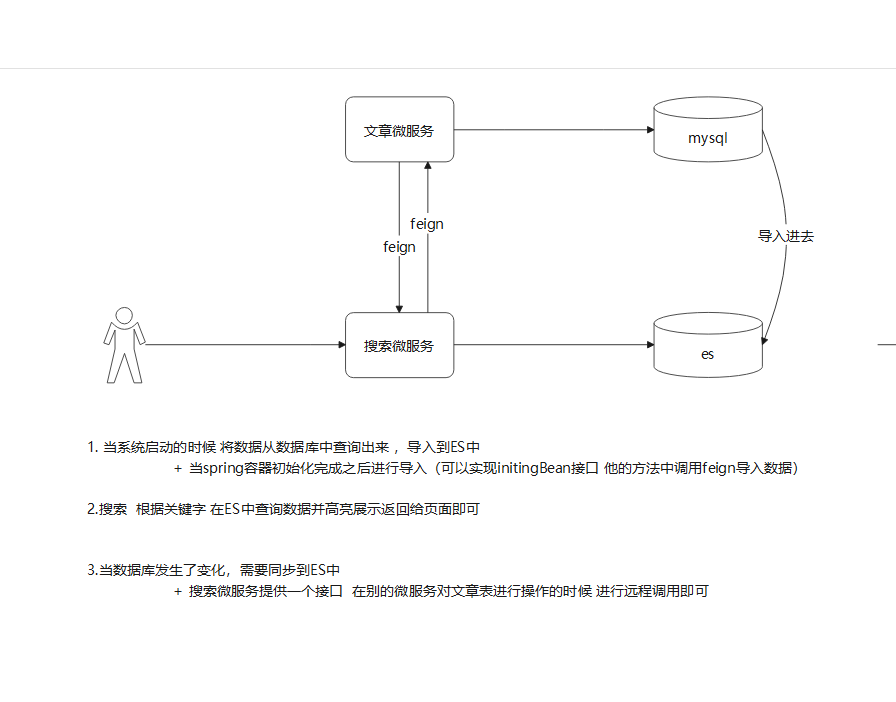 文章微服务
mysql
feign
feign
导入进去
搜索微服务
es
1. 当系统启动的时候 将数据从数据库中查询出来 ，导入到ES中
+ 当spring容器初始化完成之后进行导入（可以实现initingBean接口 他的方法中调用feign导入数据）
2.搜索 根据关键字 在ES中查询数据并高亮展示返回给页面即可
3.当数据库发生了变化，需要同步到ES中
+ 搜索微服务提供一个接口 在别的微服务对文章表进行操作的时候 进行远程调用即可